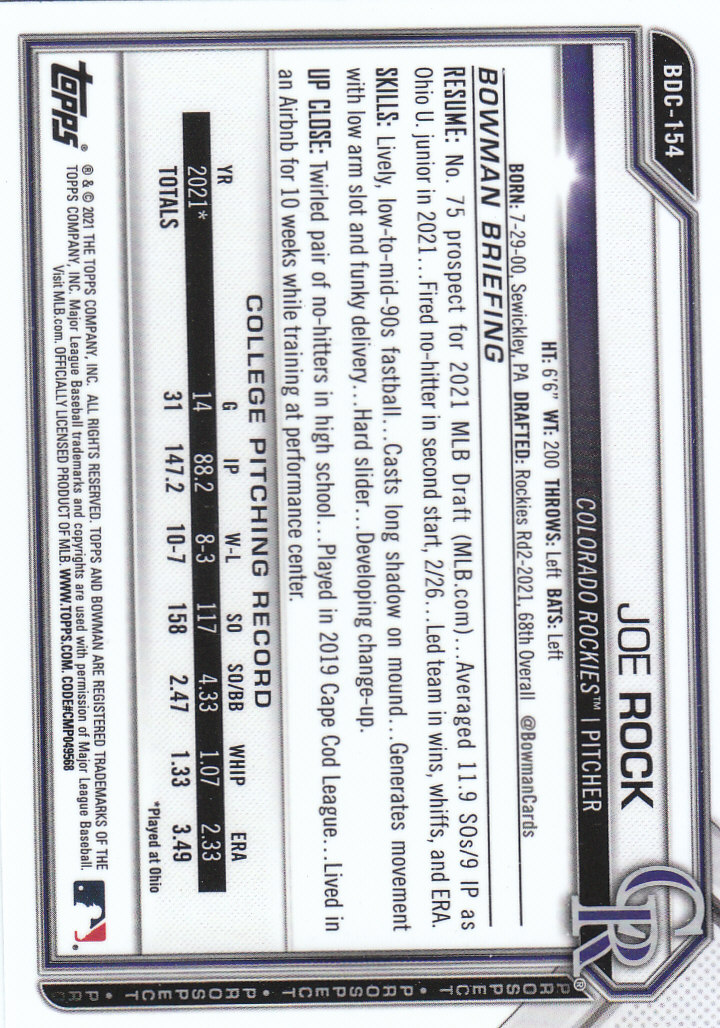 BDC-154
JOE ROCK
COLORADO ROCKIES™ | PITCHER
CR®
HT: 6'6" WT: 200 THROWS: Left BATS: Left
BORN: 7-29-00, Sewickley, PA DRAFTED: Rockies Rd2-2021, 68th Overall @BowmanCards
BOWMAN BRIEFING
RESUME: No. 75 prospect for 2021 MLB Draft (MLB.com)...Averaged 11.9 SOs/9 IP as
Ohio U. junior in 2021...Fired no-hitter in second start, 2/26...Led team in wins, whiffs, and ERA.
SKILLS: Lively, low-to-mid-90s fastball...Casts long shadow on mound...Generates movement
with low arm slot and funky delivery...Hard slider...Developing change-up.
UP CLOSE: Twirled pair of no-hitters in high school...Played in 2019 Cape Cod League...Lived in
an Airbnb for 10 weeks while training at performance center.
COLLEGE PITCHING RECORD
YR G IP W-L SO SO/BB WHIP ERA
2021* 14 88.2 8-3 117 4.33 1.07 2.33
TOTALS 31 147.2 10-7 158 2.47 1.33 3.49
*Played at Ohio
topps®
® & © 2021 THE TOPPS COMPANY, INC. ALL RIGHTS RESERVED. TOPPS AND BOWMAN ARE REGISTERED TRADEMARKS OF THE
TOPPS COMPANY, INC. Major League Baseball trademarks and copyrights are used with permission of Major League Baseball.
Visit MLB.com. OFFICIALLY LICENSED PRODUCT OF MLB. WWW.TOPPS.COM. CODE#CMP049568
PROSPECT • PROSPECT • PROSPECT • PR